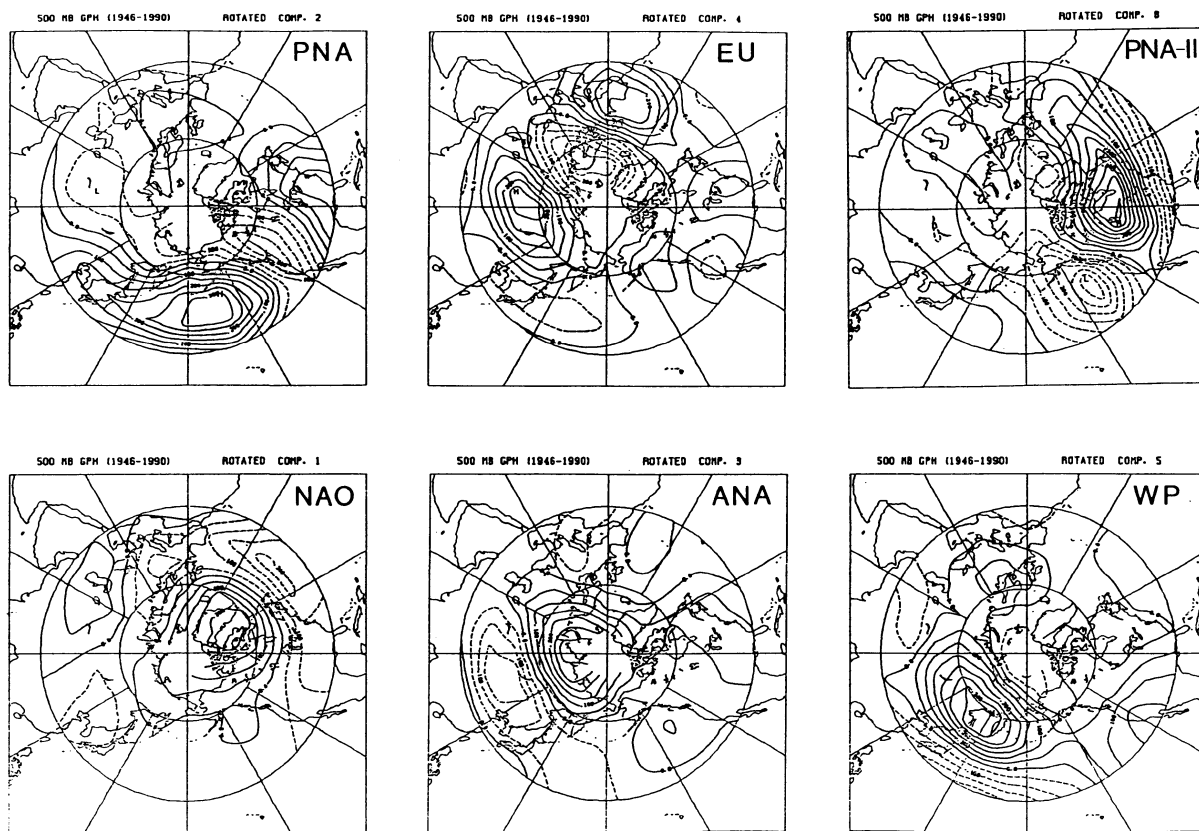 500 MB GPH (1946-1990) ROTATED COMP. 2
PNA
500 MB GPH (1946-1990) ROTATED COMP. 4
EU
500 MB GPH (1946-1990) ROTATED COMP. 8
PNA-II
500 MB GPH (1946-1990) ROTATED COMP. 1
NAO
500 MB GPH (1946-1990) ROTATED COMP. 3
ANA
500 MB GPH (1946-1990) ROTATED COMP. 5
WP